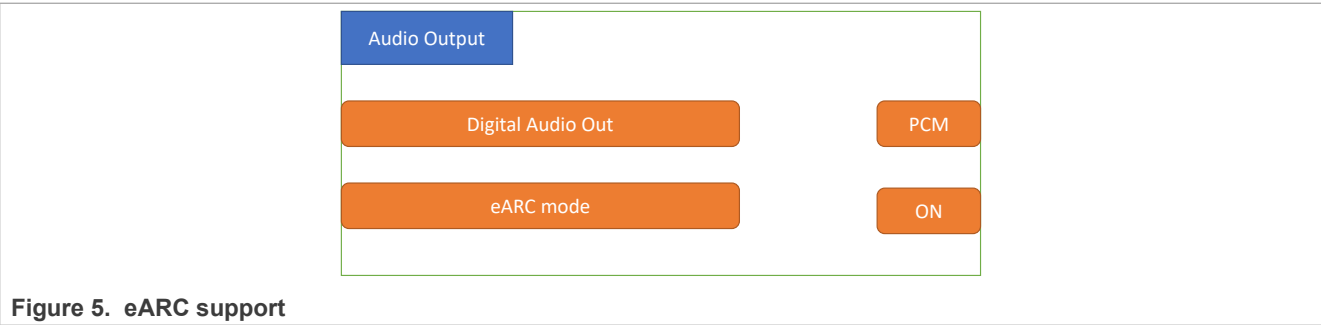 Audio Output
Digital Audio Out PCM
eARC mode ON
Figure 5. eARC support